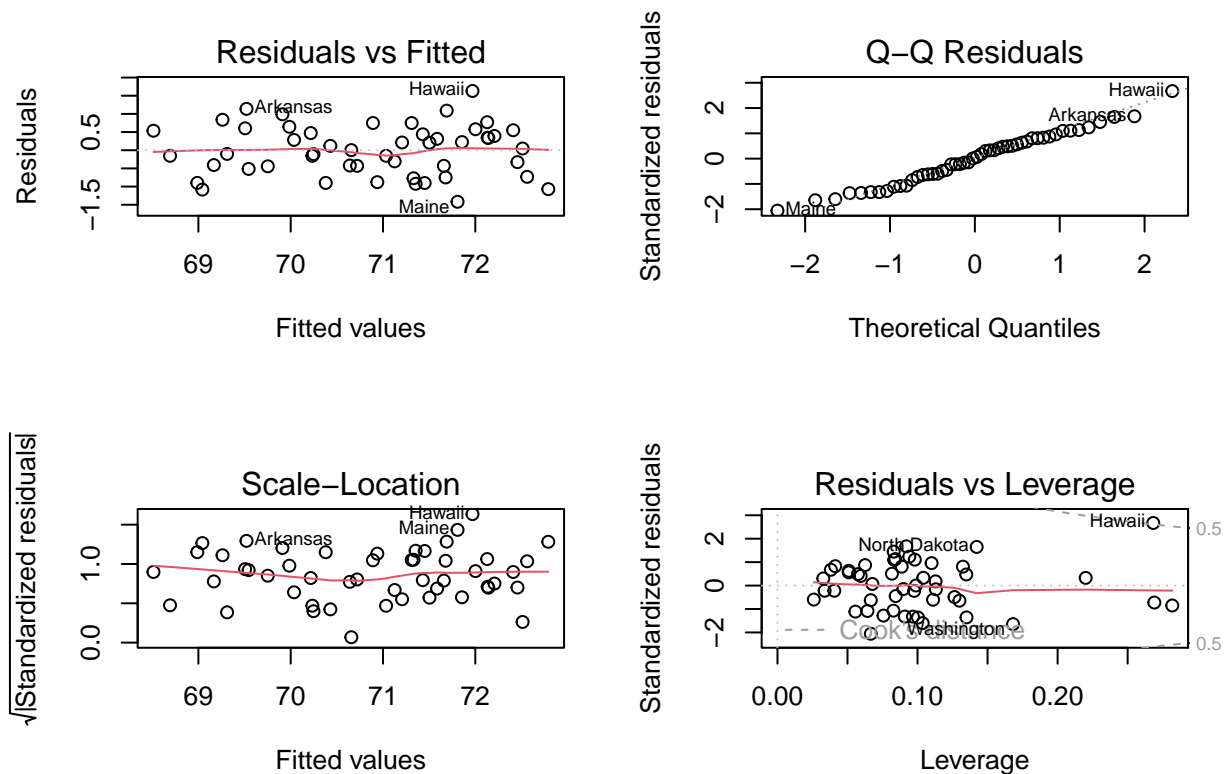 Residuals vs Fitted
Residuals
0.5
−1.5
Hawaii
Arkansas
Maine
69 70 71 72
Fitted values
Q−Q Residuals
Standardized residuals
2
0
−2
Hawaii
Arkansas
Maine
−2 −1 0 1 2
Theoretical Quantiles
Scale−Location
√|Standardized residuals|
1.0
0.0
Hawaii
Maine
Arkansas
69 70 71 72
Fitted values
Residuals vs Leverage
Standardized residuals
2
0
−2
Hawaii
0.5
North Dakota
Washington
Cook's distance
0.5
0.00 0.10 0.20
Leverage